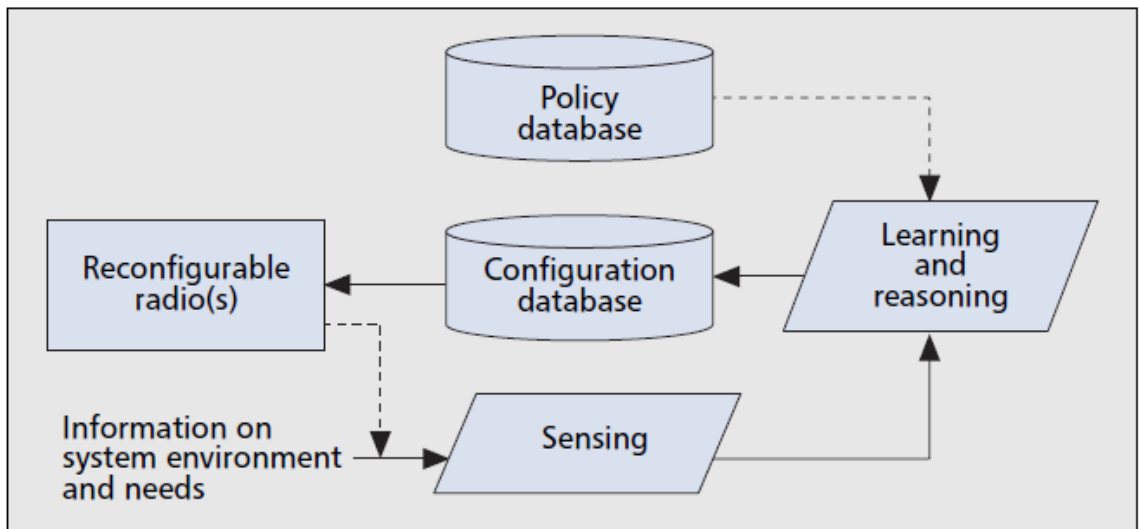 Policy
database
Reconfigurable
radio(s)
Configuration
database
Learning
and
reasoning
Information on
system environment
and needs
Sensing